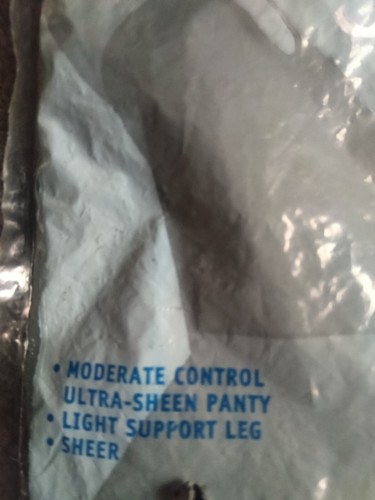 • MODERATE CONTROL
ULTRA-SHEEN PANTY
• LIGHT SUPPORT LEG
• SHEER